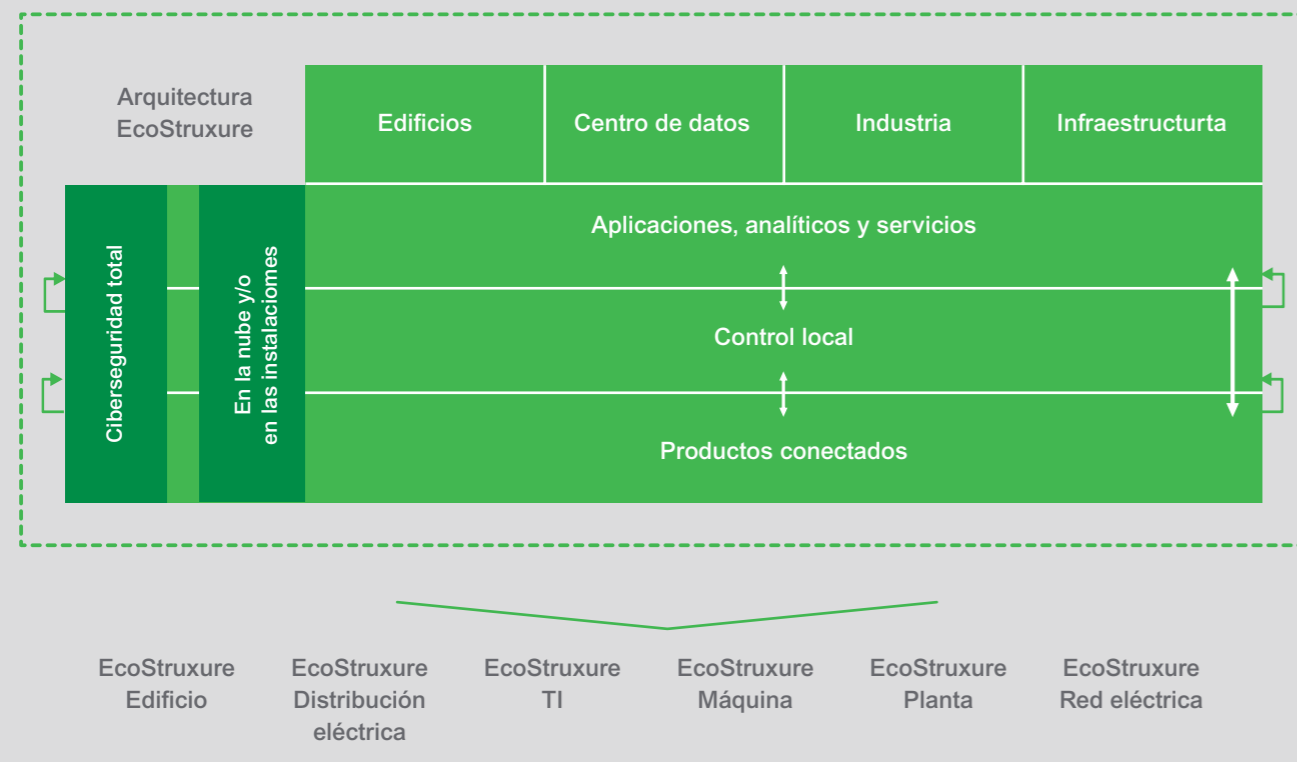 Arquitectura
EcoStruxure
Edificios
Centro de datos
Industria
Infraestructurta
Ciberseguridad total
En la nube y/o
en las instalaciomes
Aplicaciones, analíticos y servicios
Control local
Productos conectados
EcoStruxure
Edificio
EcoStruxure
Distribución
eléctrica
EcoStruxure
TI
EcoStruxure
Máquina
EcoStruxure
Planta
EcoStruxure
Red eléctrica